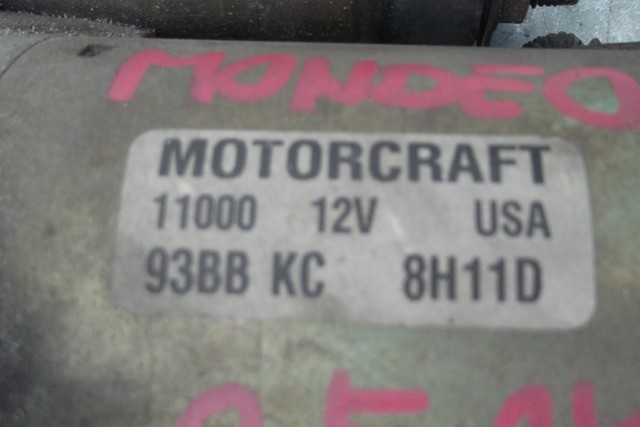 MONDEO
MOTORCRAFT
11000 12V USA
93BB KC 8H11D